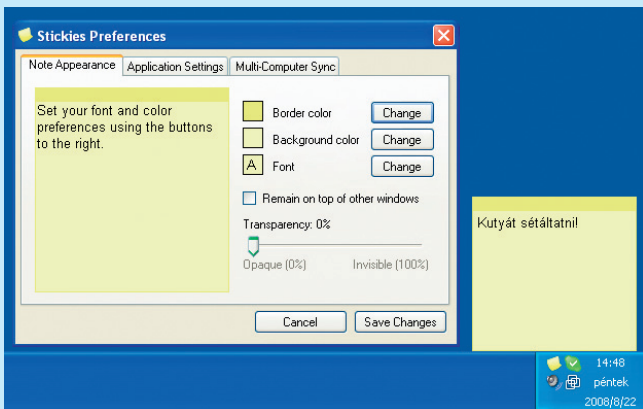 Stickies Preferences
Note Appearance
Application Settings
Multi-Computer Sync
Set your font and color
preferences using the buttons
to the right.
Border color
Change
Background color
Change
A
Font
Change
Remain on top of other windows
Transparency: 0%
Opaque (0%)
Invisible (100%)
Cancel
Save Changes
Kutyát sétáltatni!
14:48
péntek
2008/8/22